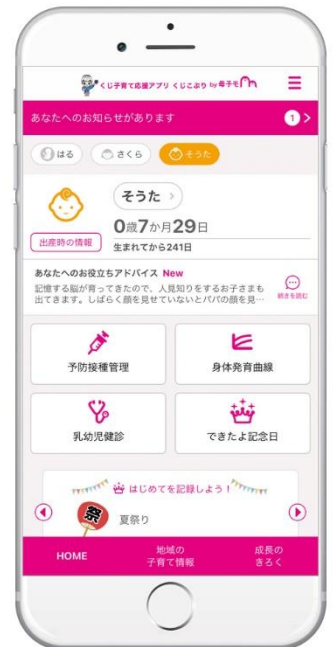 くじ子育て応援アプリ くじこぷり by 母子モ
あなたへのお知らせがあります 1
はる さくら そうた
そうた
0歳7か月29日
出産時の情報
生まれてから241日
あなたへのお役立ちアドバイス New
記憶する脳が育ってきたので、人見知りをするお子さまも
出てきます。しばらく顔を見せていないとパパの顔を見…
続きを読む
予防接種管理 身体発育曲線
乳幼児健診 できたよ記念日
はじめてを記録しよう!
祭 夏祭り
HOME 地域の 成長の
子育て情報 きろく